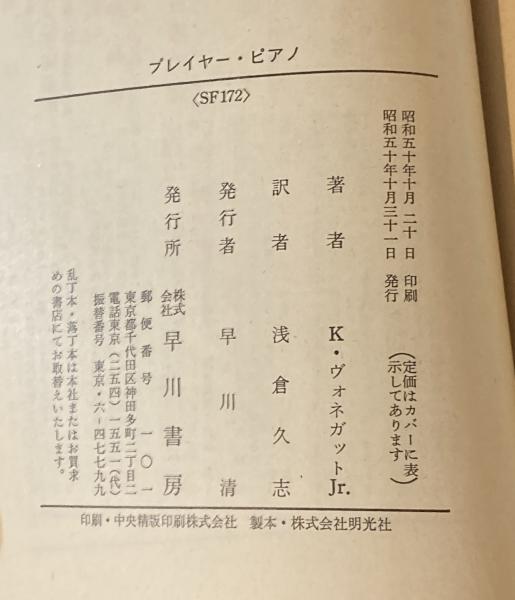 プレイヤー・ピアノ
〈SF172〉
昭和五十年十月 二十 日 印刷
昭和五十年十月三十一日 発行
(定価はカバーに表
示してあります)
著者 K・ヴォネガットJr.
訳者 浅倉久志
発行者 早川 清
発行所 株式会社 早川書房
郵便番号 一〇一
東京都千代田区神田多町二丁目二
電話東京(二五四)一五五一(代)
振替番号 東京・六-四七七九九
乱丁本・落丁本は本社またはお買求
めの書店にてお取替えいたします。
印刷・中央精版印刷株式会社 製本・株式会社明光社